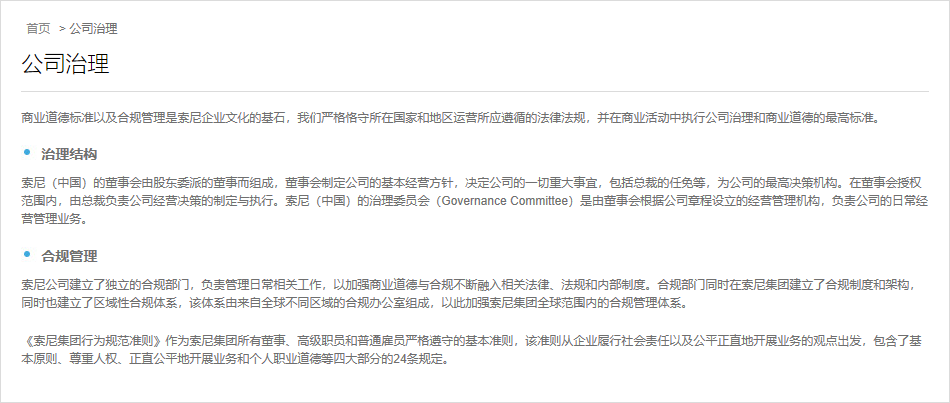 首页 > 公司治理
公司治理
商业道德标准以及合规管理是索尼企业文化的基石，我们严格恪守所在国家和地区运营所应遵循的法律法规，并在商业活动中执行公司治理和商业道德的最高标准。
治理结构
索尼（中国）的董事会由股东委派的董事而组成，董事会制定公司的基本经营方针，决定公司的一切重大事宜，包括总裁的任免等，为公司的最高决策机构。在董事会授权
范围内，由总裁负责公司经营决策的制定与执行。索尼（中国）的治理委员会（Governance Committee）是由董事会根据公司章程设立的经营管理机构，负责公司的日常经
营管理业务。
合规管理
索尼公司建立了独立的合规部门，负责管理日常相关工作，以加强商业道德与合规不断融入相关法律、法规和内部制度。合规部门同时在索尼集团建立了合规制度和架构，
同时也建立了区域性合规体系，该体系由来自全球不同区域的合规办公室组成，以此加强索尼集团全球范围内的合规管理体系。
《索尼集团行为规范准则》作为索尼集团所有董事、高级职员和普通雇员严格遵守的基本准则，该准则从企业履行社会责任以及公平正直地开展业务的观点出发，包含了基
本原则、尊重人权、正直公平地开展业务和个人职业道德等四大部分的24条规定。